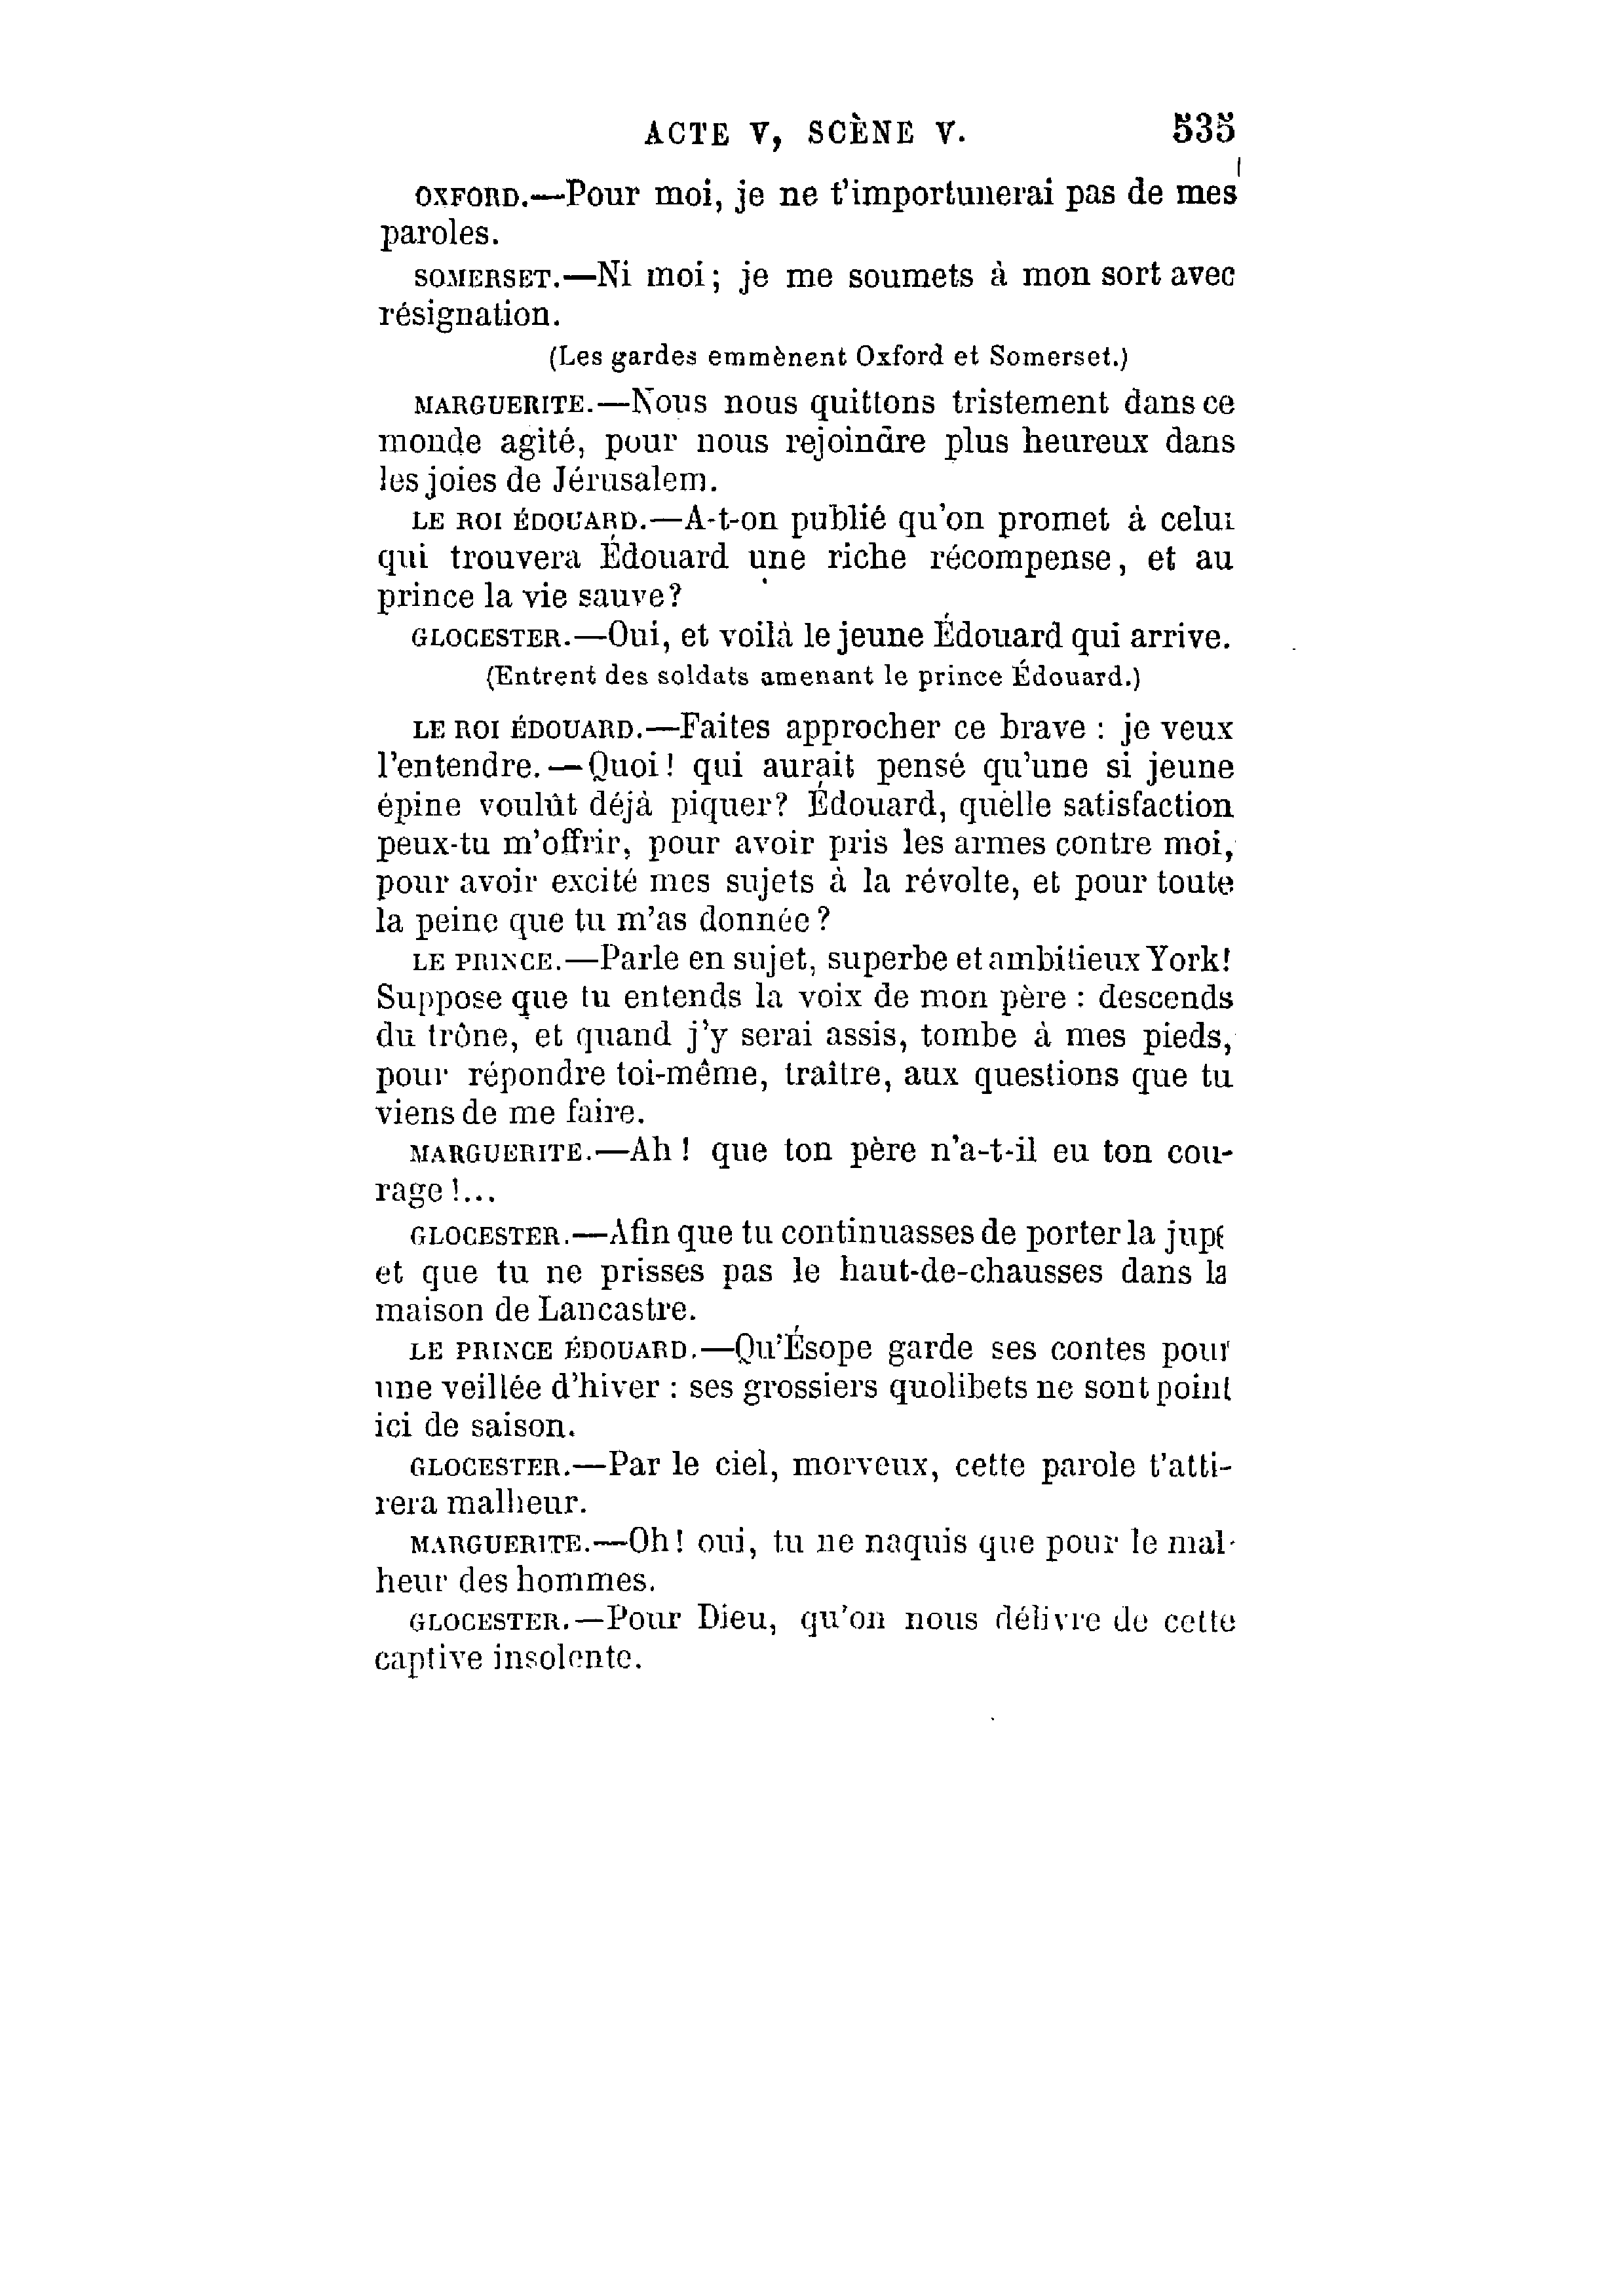 ACTE V, SCÈNE V. 535
OXFORD.—Pour moi, je ne t'importunerai pas de mes
paroles.
SOMERSET.—Ni moi; je me soumets à mon sort avec
résignation.
(Les gardes emmènent Oxford et Somerset.)
MARGUERITE.—Nous nous quittons tristement dans ce
monde agité, pour nous rejoindre plus heureux dans
les joies de Jérusalem.
LE ROI ÉDOUARD.—A-t-on publié qu'on promet à celui
qui trouvera Édouard une riche récompense, et au
prince la vie sauve?
GLOCESTER.—Oui, et voilà le jeune Édouard qui arrive.
(Entrent des soldats amenant le prince Édouard.)
LE ROI ÉDOUARD.—Faites approcher ce brave : je veux
l'entendre.—Quoi! qui aurait pensé qu'une si jeune
épine voulût déjà piquer? Édouard, quelle satisfaction
peux-tu m'offrir, pour avoir pris les armes contre moi,
pour avoir excité mes sujets à la révolte, et pour toute
la peine que tu m'as donnée?
LE PRINCE.—Parle en sujet, superbe et ambitieux York!
Suppose que tu entends la voix de mon père : descends
du trône, et quand j'y serai assis, tombe à mes pieds,
pour répondre toi-même, traître, aux questions que tu
viens de me faire.
MARGUERITE.—Ah! que ton père n'a-t-il eu ton cou-
rage!...
GLOCESTER.—Afin que tu continuasses de porter la jupe
et que tu ne prisses pas le haut-de-chausses dans la
maison de Lancastre.
LE PRINCE ÉDOUARD.—Qu'Ésope garde ses contes pour
une veillée d'hiver : ses grossiers quolibets ne sont point
ici de saison.
GLOCESTER.—Par le ciel, morveux, cette parole t'atti-
rera malheur.
MARGUERITE.—Oh! oui, tu ne naquis que pour le mal-
heur des hommes.
GLOCESTER.—Pour Dieu, qu'on nous délivre de cette
captive insolente.